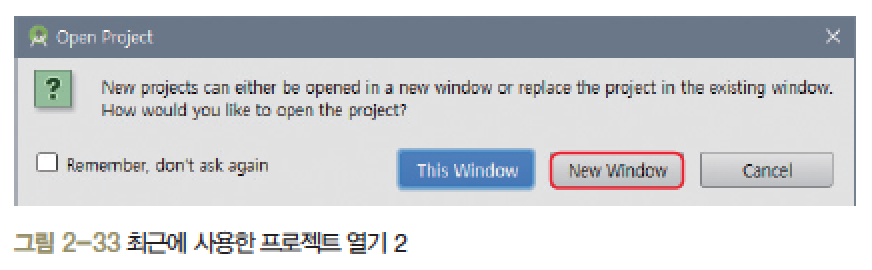 Open Project
?
New projects can either be opened in a new window or replace the project in the existing window.
How would you like to open the project?
Remember, don't ask again
This Window
New Window
Cancel
그림 2-33 최근에 사용한 프로젝트 열기 2